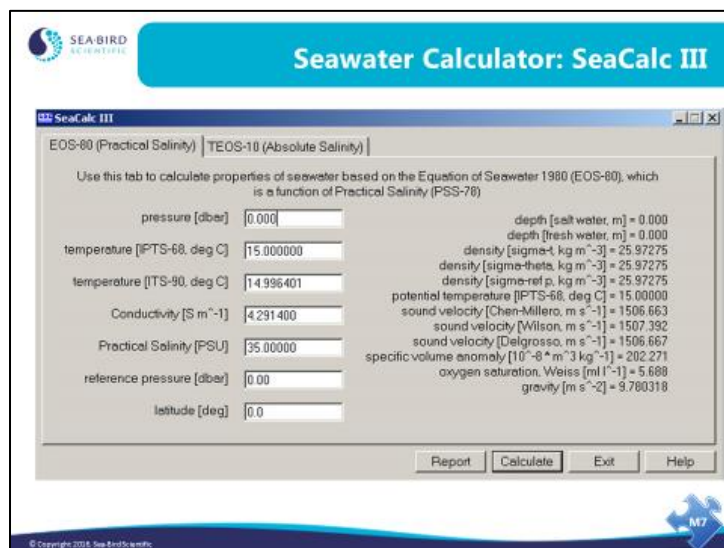 SEA·BIRD
SCIENTIFIC
Seawater Calculator: SeaCalc III
SeaCalc III
EOS-80 (Practical Salinity) TEOS-10 (Absolute Salinity)
Use this tab to calculate properties of seawater based on the Equation of Seawater 1980 (EOS-80), which
is a function of Practical Salinity (PSS-78)
pressure [dbar] 0.000
temperature [IPTS-68, deg C] 15.000000
temperature [ITS-90, deg C] 14.996401
Conductivity [S m^-1] 4.291400
Practical Salinity [PSU] 35.00000
reference pressure [dbar] 0.00
latitude [deg] 0.0
depth [salt water, m] = 0.000
depth [fresh water, m] = 0.000
density [sigma-t, kg m^-3] = 25.97275
density [sigma-theta, kg m^-3] = 25.97275
density [sigma-ref p, kg m^-3] = 25.97275
potential temperature [IPTS-68, deg C] = 15.00000
sound velocity [Chen-Millero, m s^-1] = 1506.663
sound velocity [Wilson, m s^-1] = 1507.392
sound velocity [Delgrosso, m s^-1] = 1506.667
specific volume anomaly [10^-8 * m^3 kg^-1] = 202.271
oxygen saturation, Weiss [ml l^-1] = 5.688
gravity [m s^-2] = 9.780318
Report Calculate Exit Help
M7
© Copyright 2016, Sea-Bird Scientific